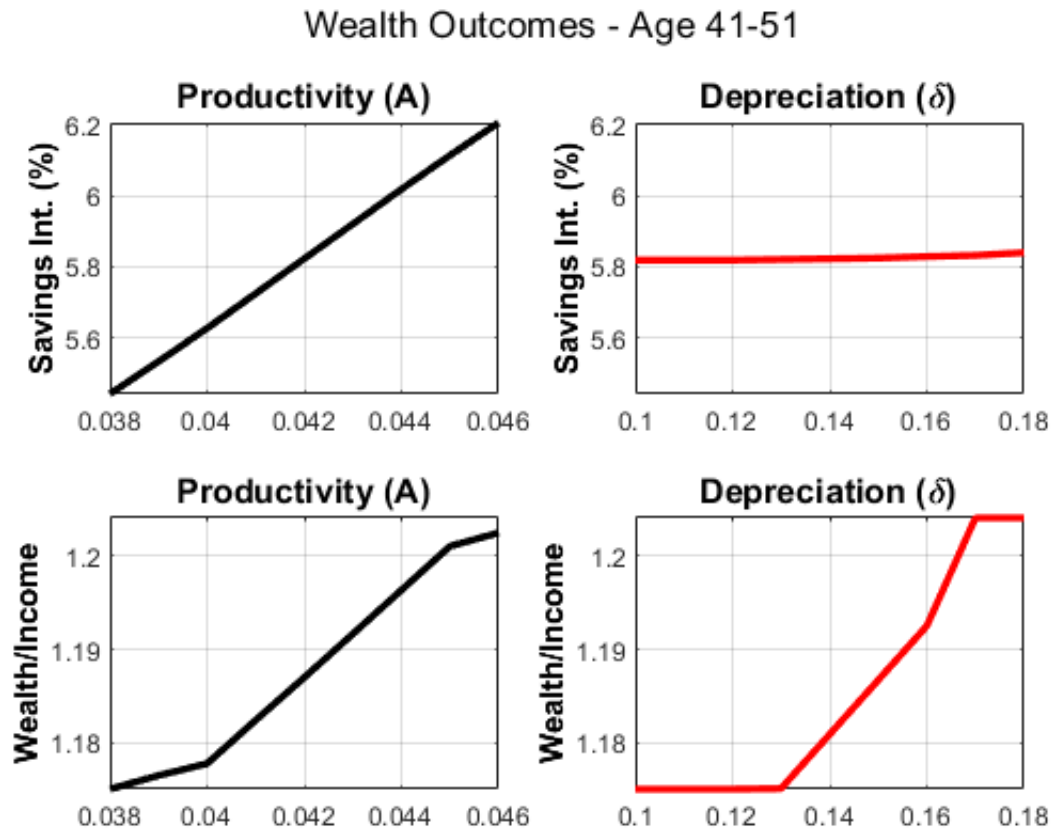 Wealth Outcomes - Age 41-51
Productivity (A)
Savings Int. (%)
6.2
6
5.8
5.6
0.038 0.04 0.042 0.044 0.046
Depreciation (δ)
Savings Int. (%)
6.2
6
5.8
5.6
0.1 0.12 0.14 0.16 0.18
Productivity (A)
Wealth/Income
1.2
1.19
1.18
0.038 0.04 0.042 0.044 0.046
Depreciation (δ)
Wealth/Income
1.2
1.19
1.18
0.1 0.12 0.14 0.16 0.18